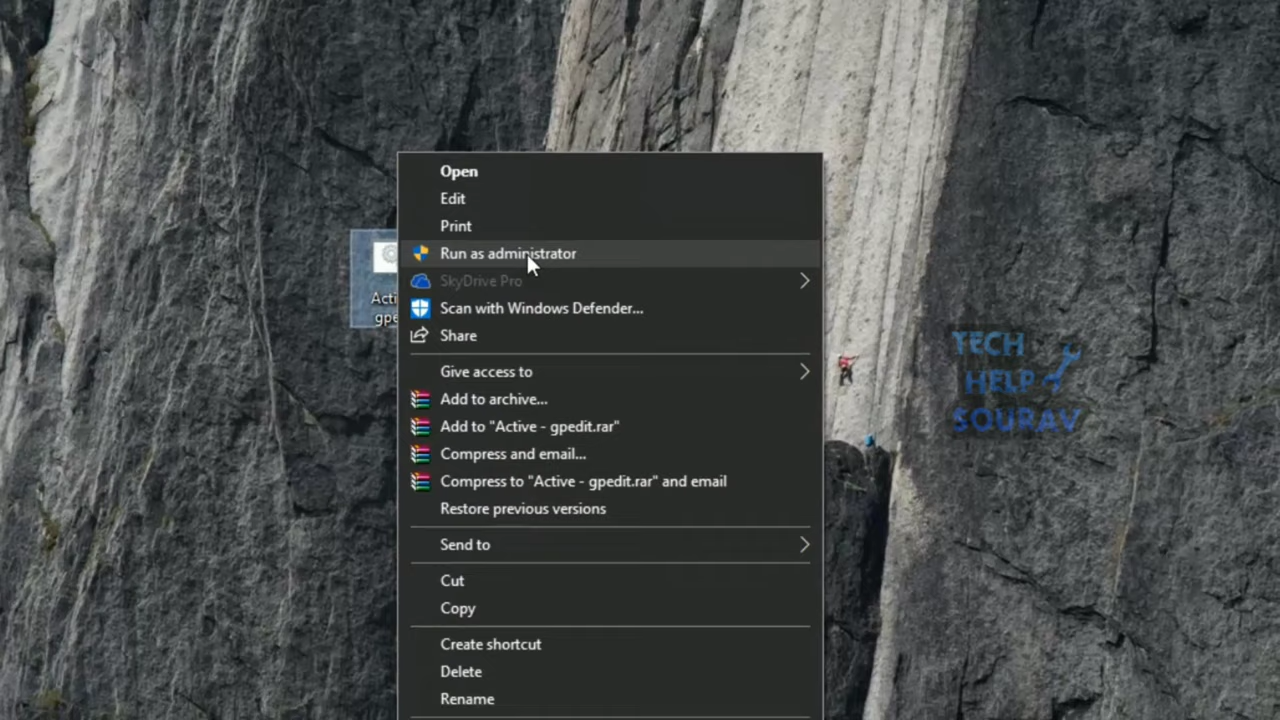 Open
Edit
Print
Run as administrator
SkyDrive Pro
Scan with Windows Defender...
Share
Give access to
Add to archive...
Add to "Active - gpedit.rar"
Compress and email...
Compress to "Active - gpedit.rar" and email
Restore previous versions
Send to
Cut
Copy
Create shortcut
Delete
Rename
Acti
gpe
TECH
HELP
SOURAV